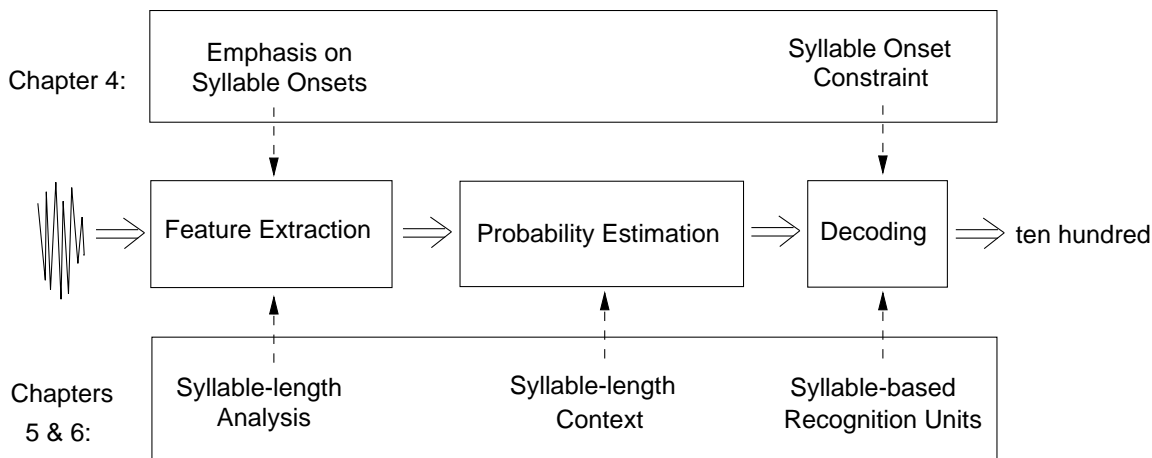 Chapter 4:
Emphasis on
Syllable Onsets
Syllable Onset
Constraint
Feature Extraction
Probability Estimation
Decoding
ten hundred
Chapters
5 & 6:
Syllable-length
Analysis
Syllable-length
Context
Syllable-based
Recognition Units